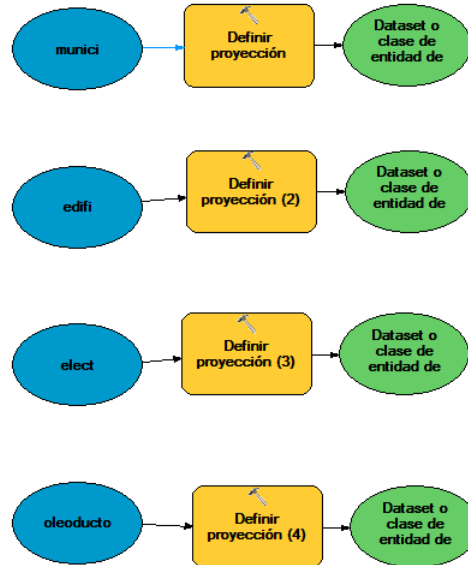 munici
Definir
proyección
Dataset o
clase de
entidad de
edifi
Definir
proyección (2)
Dataset o
clase de
entidad de
elect
Definir
proyección (3)
Dataset o
clase de
entidad de
oleoducto
Definir
proyección (4)
Dataset o
clase de
entidad de